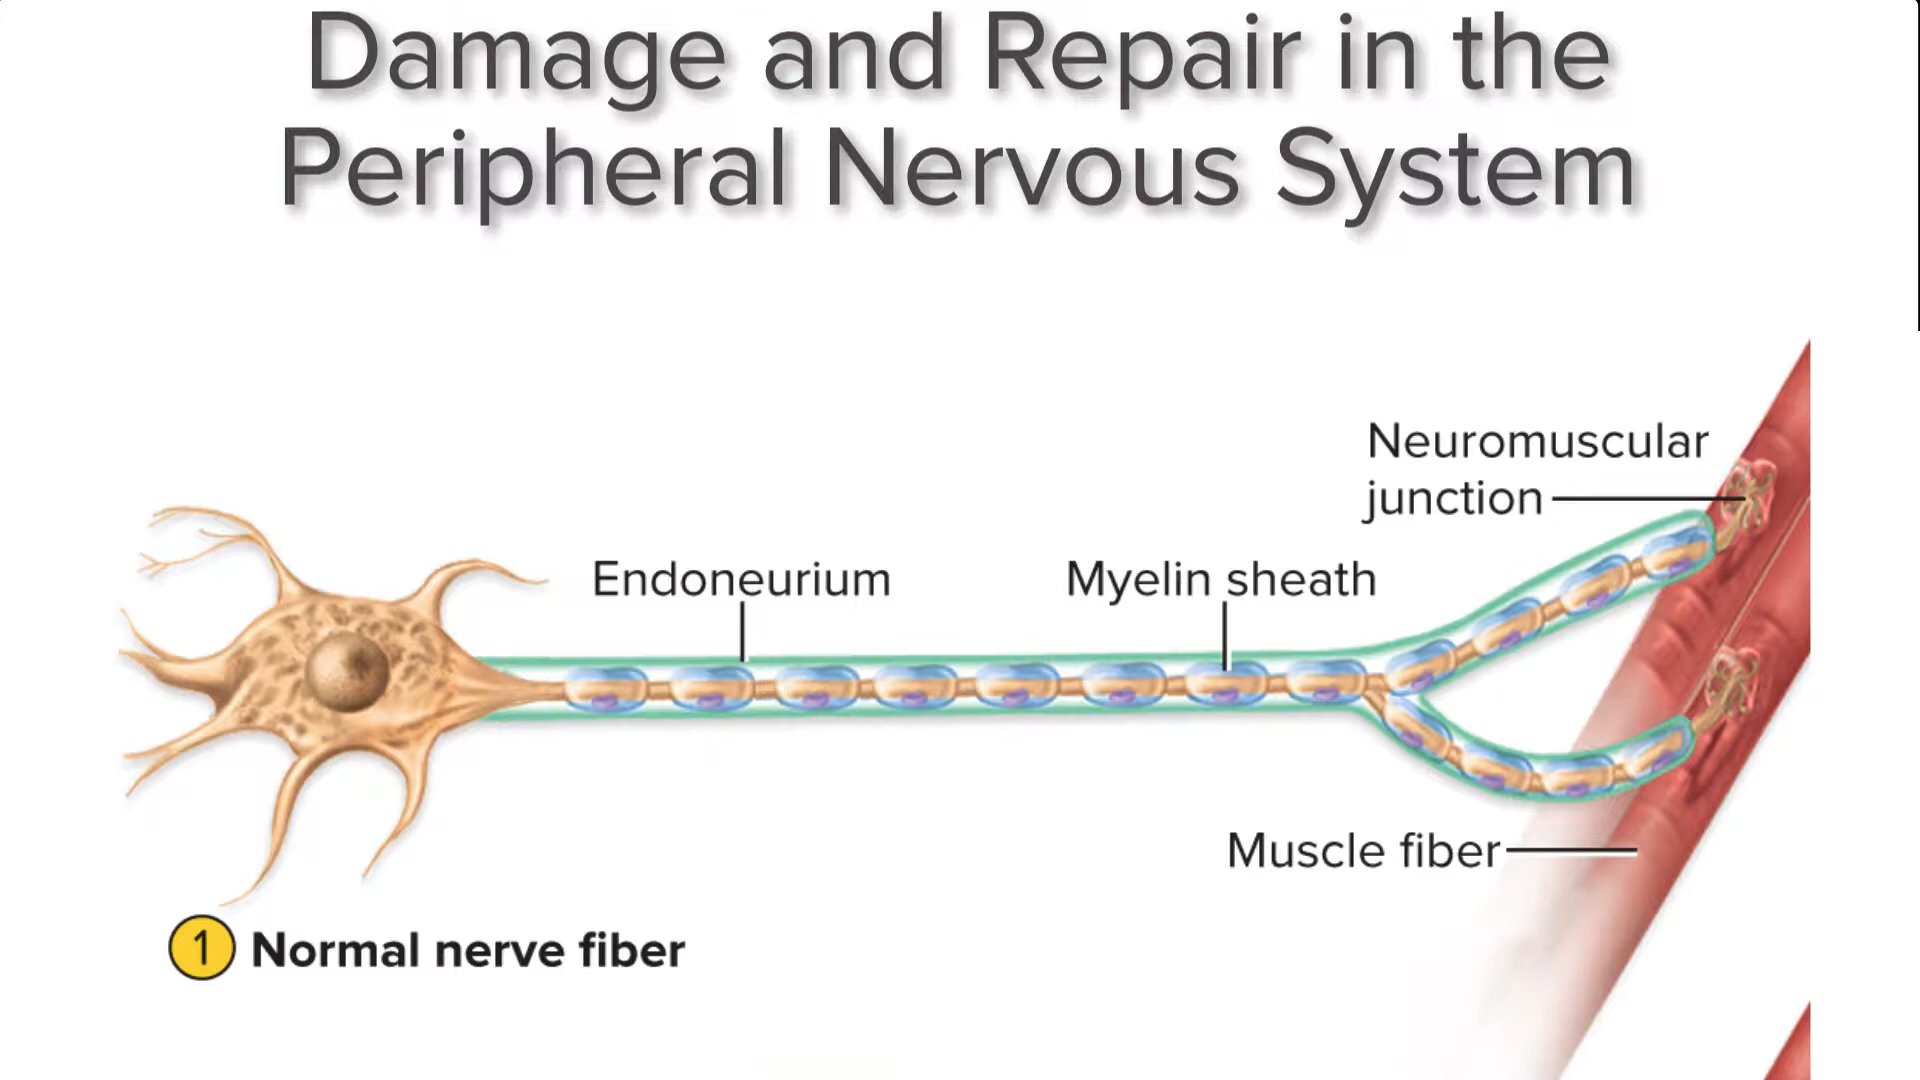 Damage and Repair in the
Peripheral Nervous System
Neuromuscular
junction
Endoneurium
Myelin sheath
Muscle fiber
1 Normal nerve fiber